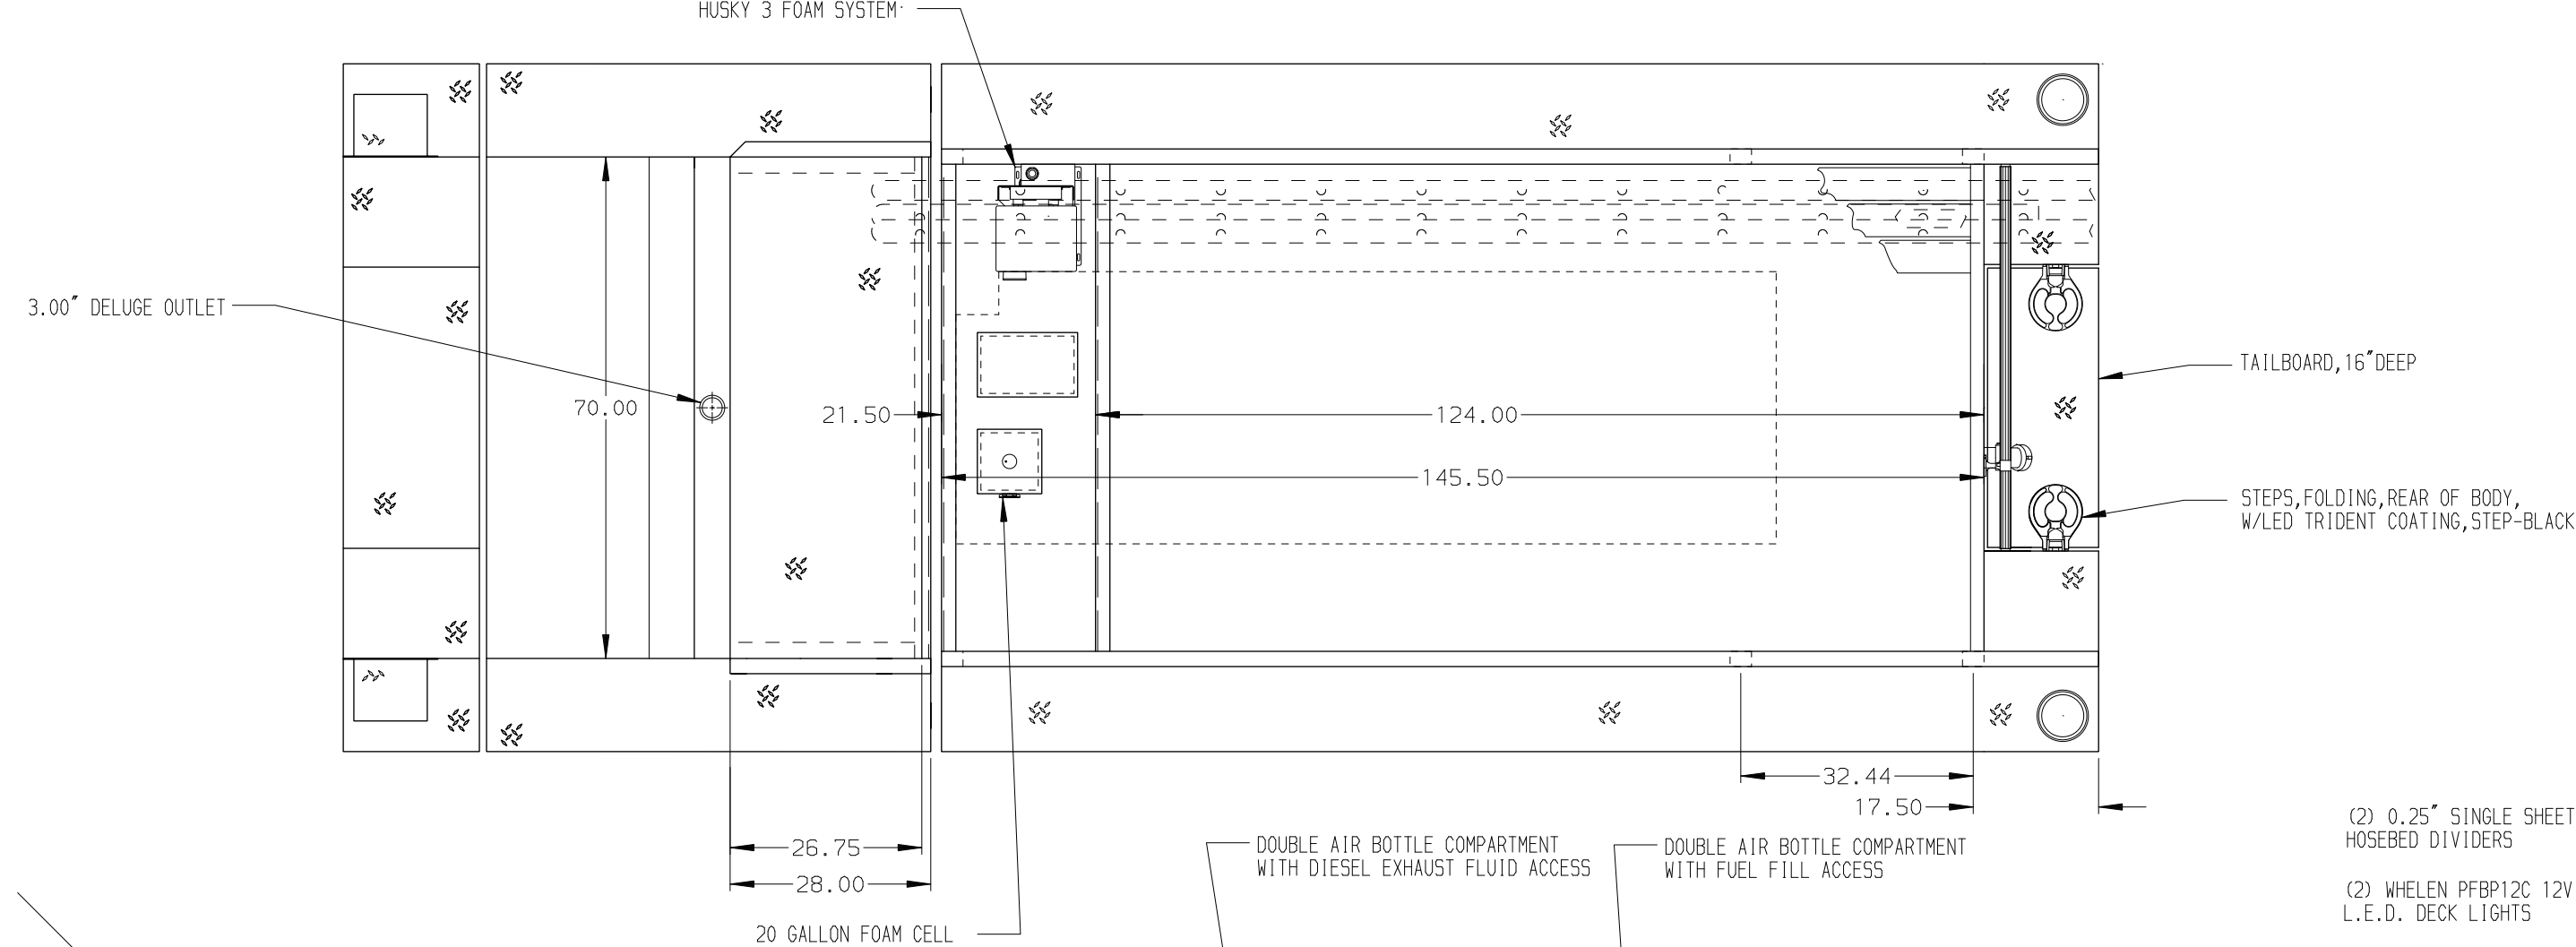 HUSKY 3 FOAM SYSTEM
3.00" DELUGE OUTLET
70.00
21.50
124.00
145.50
TAILBOARD,16"DEEP
STEPS,FOLDING,REAR OF BODY,
W/LED TRIDENT COATING,STEP-BLACK
32.44
17.50
26.75
28.00
20 GALLON FOAM CELL
DOUBLE AIR BOTTLE COMPARTMENT
WITH DIESEL EXHAUST FLUID ACCESS
DOUBLE AIR BOTTLE COMPARTMENT
WITH FUEL FILL ACCESS
(2) 0.25" SINGLE SHEET
HOSEBED DIVIDERS
(2) WHELEN PFBP12C 12V
L.E.D. DECK LIGHTS